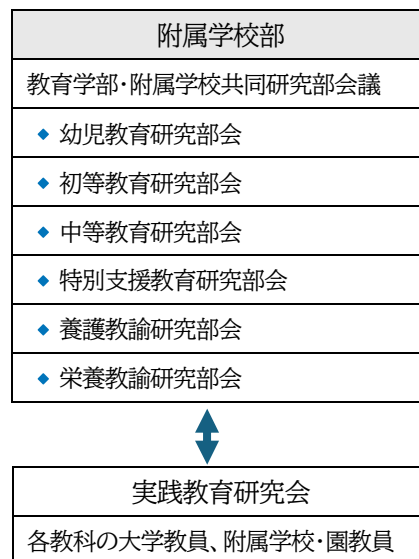 附属学校部
教育学部・附属学校共同研究部会議
◆ 幼児教育研究部会
◆ 初等教育研究部会
◆ 中等教育研究部会
◆ 特別支援教育研究部会
◆ 養護教諭研究部会
◆ 栄養教諭研究部会
実践教育研究会
各教科の大学教員、附属学校・園教員